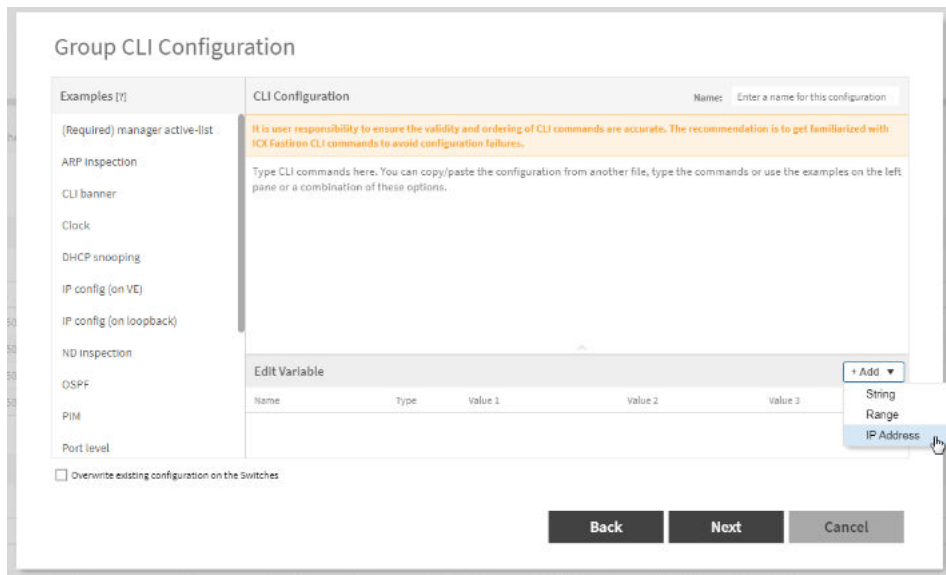 Group CLI Configuration
Examples [?]
CLI Configuration
Name: Enter a name for this configuration
(Required) manager active-list
ARP inspection
CLI banner
Clock
DHCP snooping
IP config (on VE)
IP config (on loopback)
ND inspection
OSPF
PIM
Port level
It is user responsibility to ensure the validity and ordering of CLI commands are accurate. The recommendation is to get familiarized with
ICX Fastiron CLI commands to avoid configuration failures.
Type CLI commands here. You can copy/paste the configuration from another file, type the commands or use the examples on the left
pane or a combination of these options.
Edit Variable
+ Add ▼
Name Type Value 1 Value 2 Value 3
String
Range
IP Address
Overwrite existing configuration on the Switches
Back Next Cancel